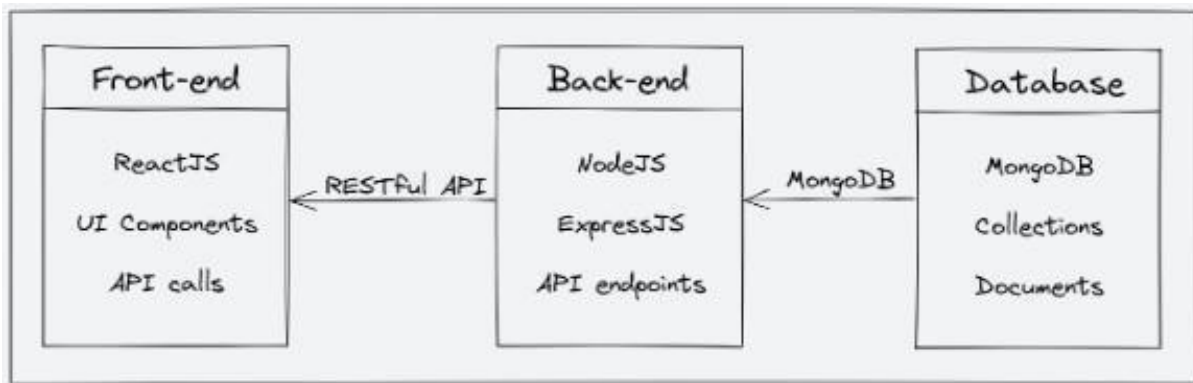 Front-end
ReactJS
UI Components
API calls
RESTful API
Back-end
NodeJS
ExpressJS
API endpoints
MongoDB
Database
MongoDB
Collections
Documents